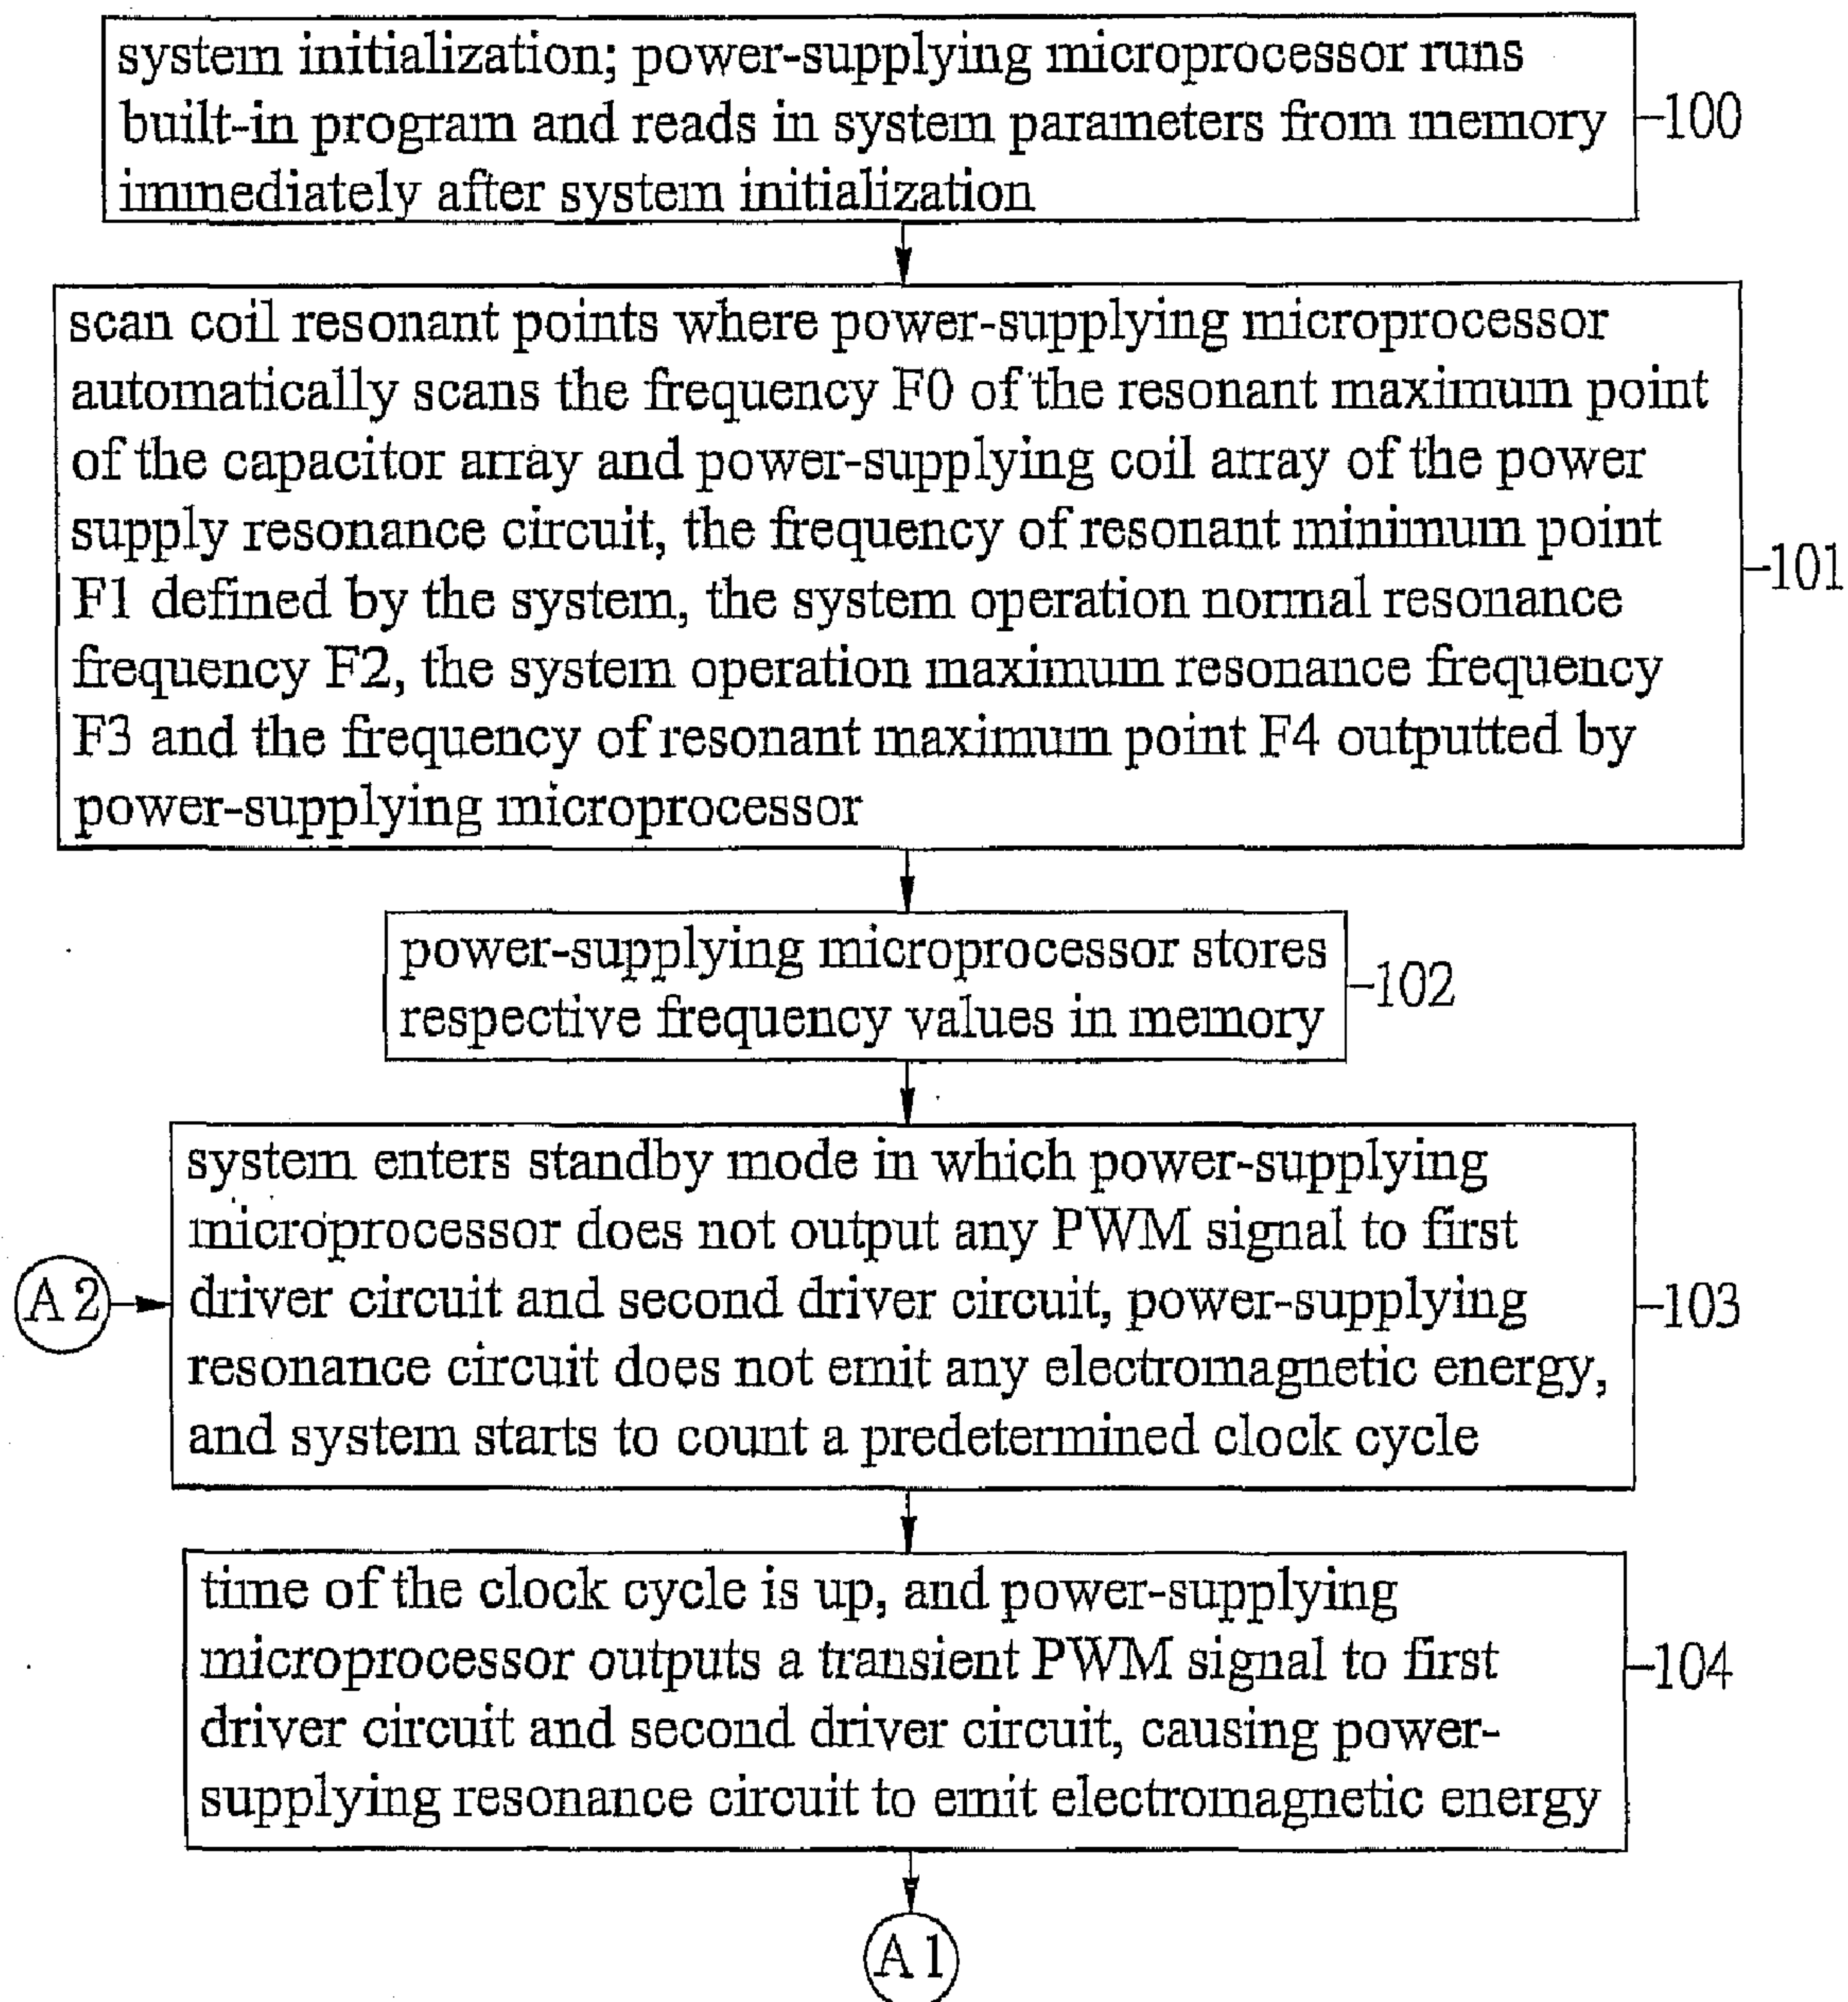 system initialization; power-supplying microprocessor runs
built-in program and reads in system parameters from memory
immediately after system initialization
100
scan coil resonant points where power-supplying microprocessor
automatically scans the frequency F0 of the resonant maximum point
of the capacitor array and power-supplying coil array of the power
supply resonance circuit, the frequency of resonant minimum point
F1 defined by the system, the system operation normal resonance
frequency F2, the system operation maximum resonance frequency
F3 and the frequency of resonant maximum point F4 outputted by
power-supplying microprocessor
101
power-supplying microprocessor stores
respective frequency values in memory
102
system enters standby mode in which power-supplying
microprocessor does not output any PWM signal to first
driver circuit and second driver circuit, power-supplying
resonance circuit does not emit any electromagnetic energy,
and system starts to count a predetermined clock cycle
A2
103
time of the clock cycle is up, and power-supplying
microprocessor outputs a transient PWM signal to first
driver circuit and second driver circuit, causing power-
supplying resonance circuit to emit electromagnetic energy
104
A1